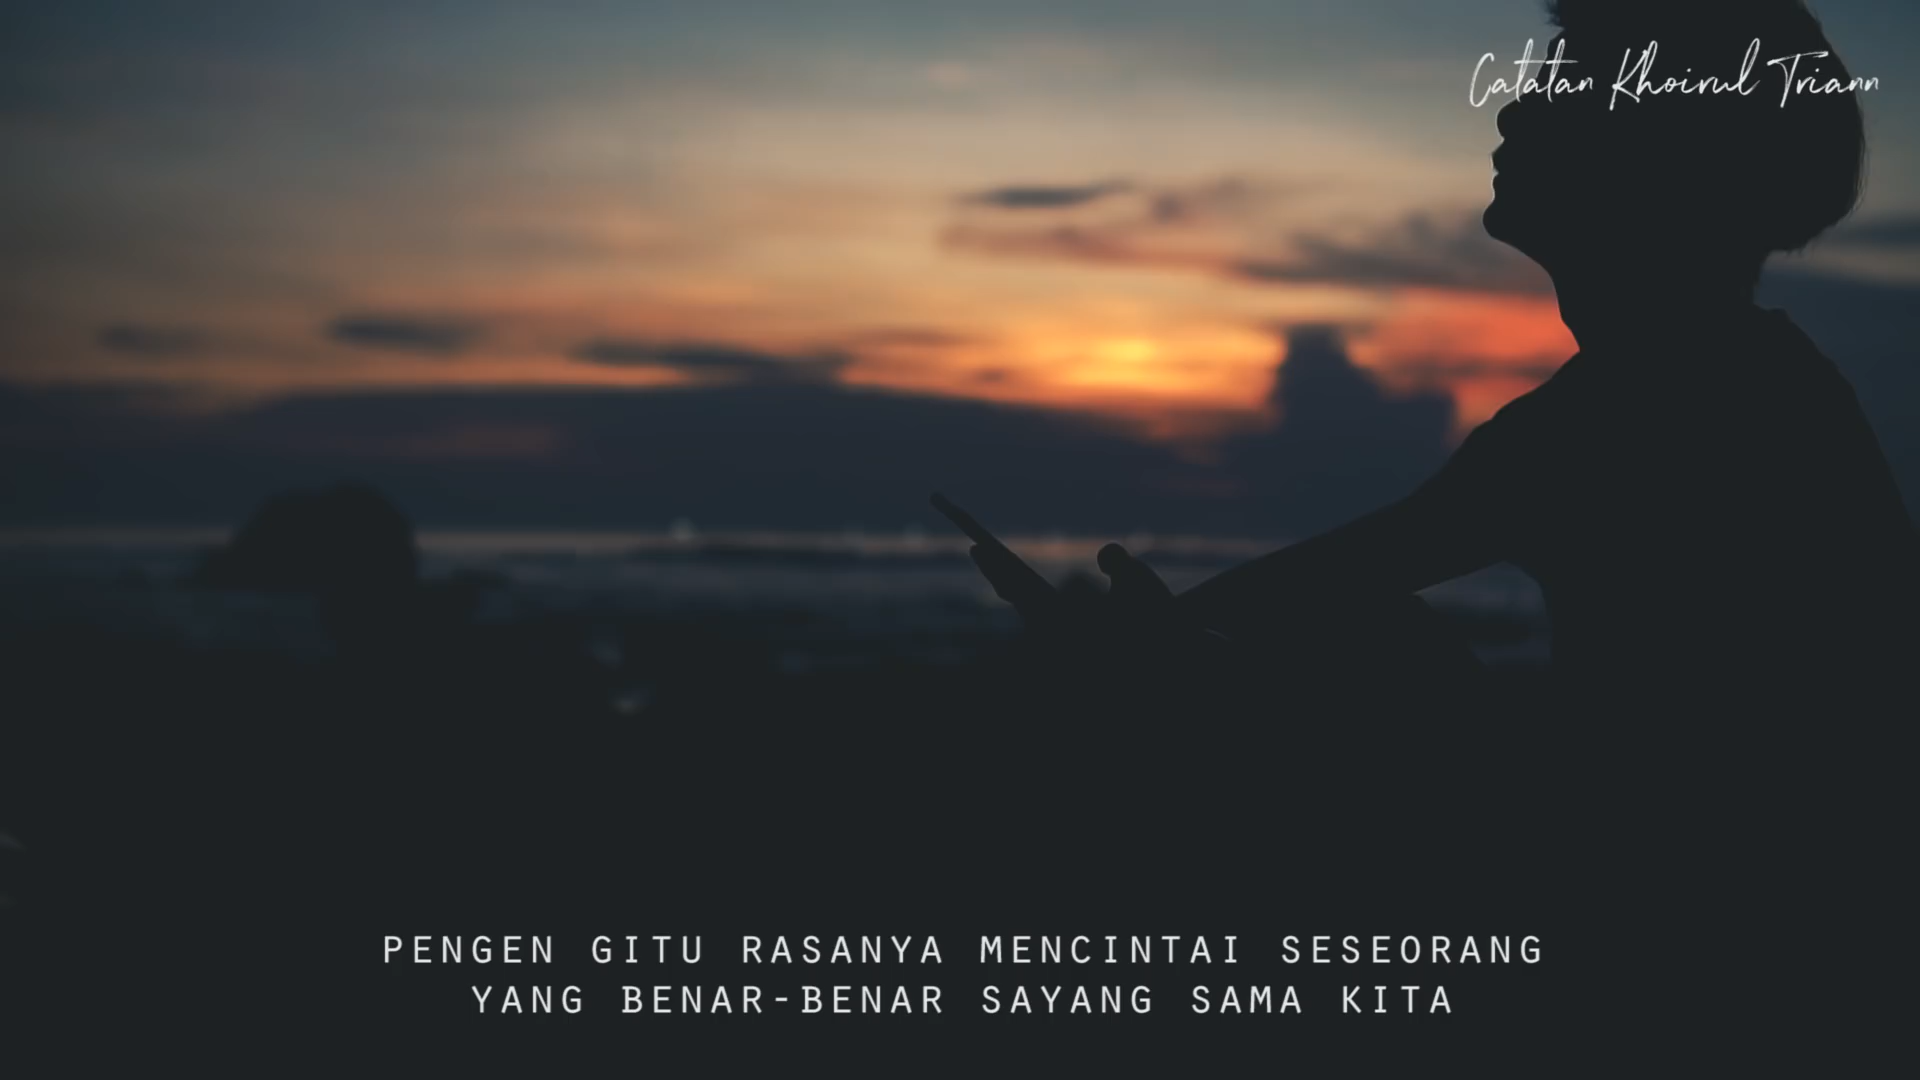 Catatan Khoirul Triann
PENGEN GITU RASANYA MENCINTAI SESEORANG
YANG BENAR-BENAR SAYANG SAMA KITA